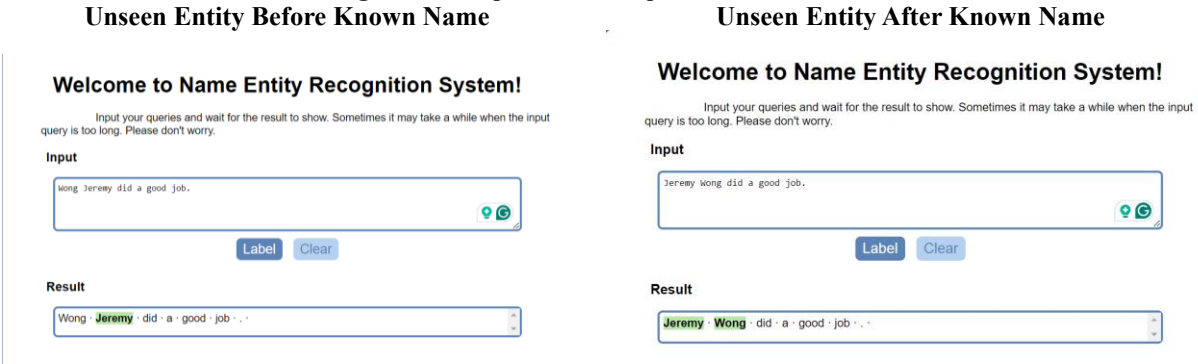 Unseen Entity Before Known Name
Welcome to Name Entity Recognition System!
Input your queries and wait for the result to show. Sometimes it may take a while when the input
query is too long. Please don't worry.
Input
Wong Jeremy did a good job.
Label Clear
Result
Wong · Jeremy · did · a · good · job · . ·
Unseen Entity After Known Name
Welcome to Name Entity Recognition System!
Input your queries and wait for the result to show. Sometimes it may take a while when the input
query is too long. Please don't worry.
Input
Jeremy Wong did a good job.
Label Clear
Result
Jeremy · Wong · did · a · good · job · . ·